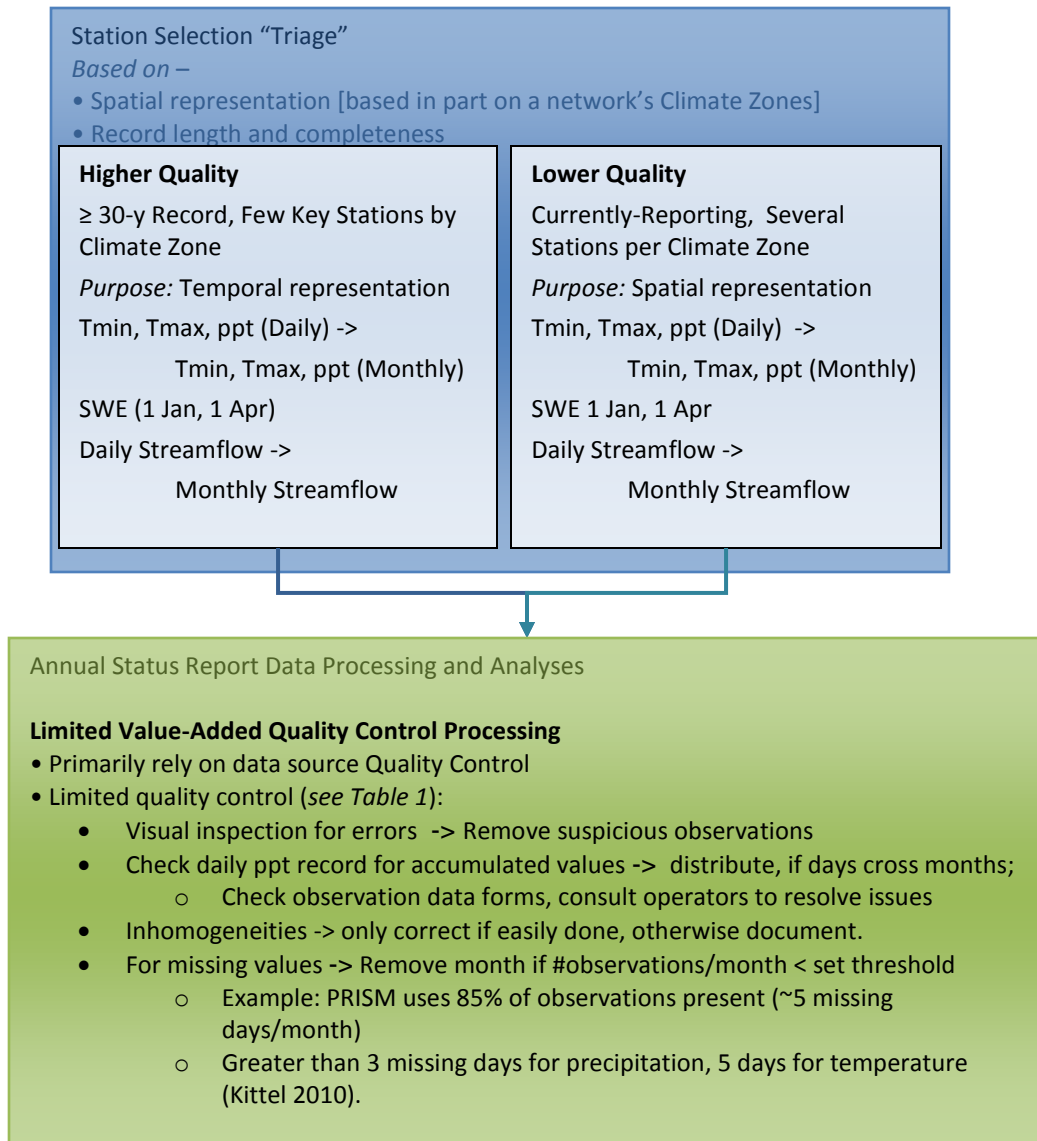 Station Selection “Triage”
Based on –
• Spatial representation [based in part on a network’s Climate Zones]
• Record length and completeness
Higher Quality
≥ 30-y Record, Few Key Stations by
Climate Zone
Purpose: Temporal representation
Tmin, Tmax, ppt (Daily) ->
Tmin, Tmax, ppt (Monthly)
SWE (1 Jan, 1 Apr)
Daily Streamflow ->
Monthly Streamflow
Lower Quality
Currently-Reporting, Several
Stations per Climate Zone
Purpose: Spatial representation
Tmin, Tmax, ppt (Daily) ->
Tmin, Tmax, ppt (Monthly)
SWE 1 Jan, 1 Apr
Daily Streamflow ->
Monthly Streamflow
Annual Status Report Data Processing and Analyses
Limited Value-Added Quality Control Processing
• Primarily rely on data source Quality Control
• Limited quality control (see Table 1):
• Visual inspection for errors -> Remove suspicious observations
• Check daily ppt record for accumulated values -> distribute, if days cross months;
o Check observation data forms, consult operators to resolve issues
• Inhomogeneities -> only correct if easily done, otherwise document.
• For missing values -> Remove month if #observations/month < set threshold
o Example: PRISM uses 85% of observations present (~5 missing
days/month)
o Greater than 3 missing days for precipitation, 5 days for temperature
(Kittel 2010).